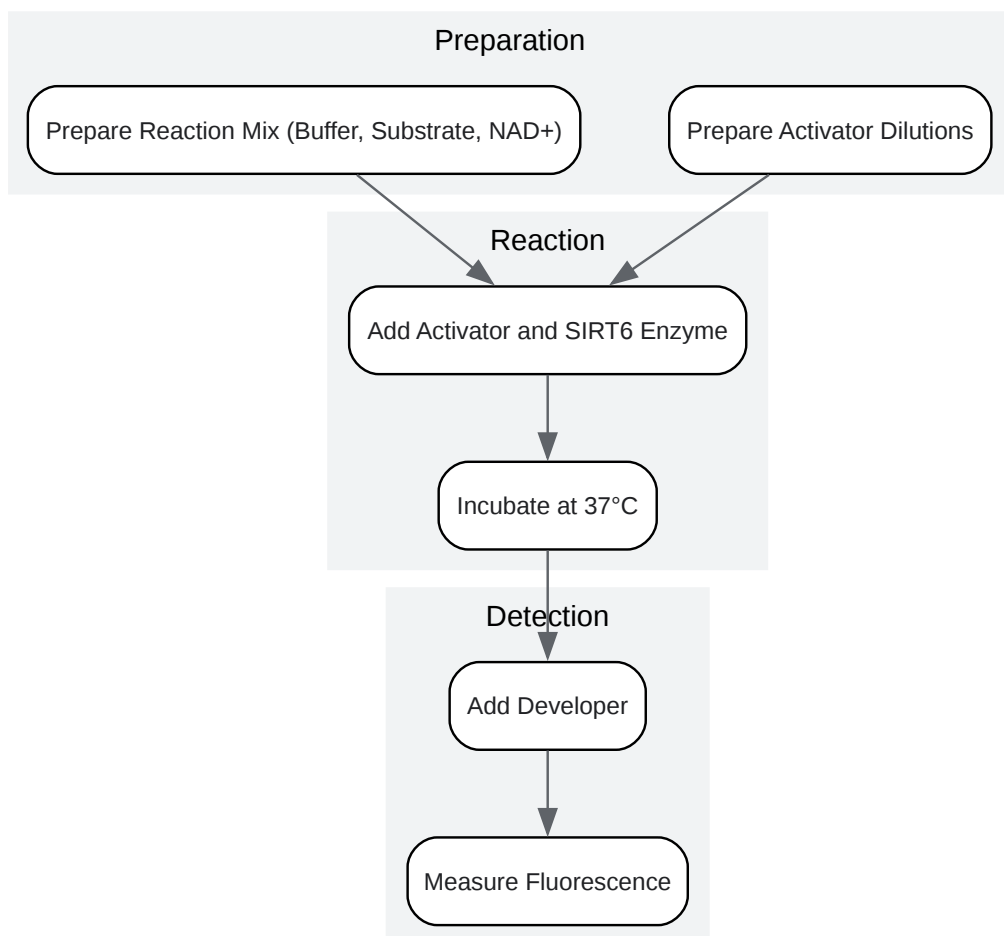 Preparation
Prepare Reaction Mix (Buffer, Substrate, NAD+)
Prepare Activator Dilutions
Reaction
Add Activator and SIRT6 Enzyme
Incubate at 37°C
Detection
Add Developer
Measure Fluorescence